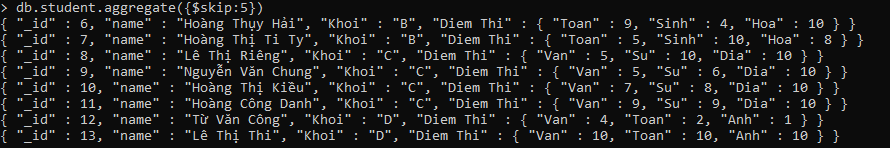 > db.student.aggregate({$skip:5})
{ "_id" : 6, "name" : "Hoàng Thụy Hải", "Khoi" : "B", "Diem Thi" : { "Toan" : 9, "Sinh" : 4, "Hoa" : 10 } }
{ "_id" : 7, "name" : "Hoàng Thị Ti Ty", "Khoi" : "B", "Diem Thi" : { "Toan" : 5, "Sinh" : 10, "Hoa" : 8 } }
{ "_id" : 8, "name" : "Lê Thị Riêng", "Khoi" : "C", "Diem Thi" : { "Van" : 5, "Su" : 10, "Dia" : 10 } }
{ "_id" : 9, "name" : "Nguyễn Văn Chung", "Khoi" : "C", "Diem Thi" : { "Van" : 5, "Su" : 6, "Dia" : 10 } }
{ "_id" : 10, "name" : "Hoàng Thị Kiều", "Khoi" : "C", "Diem Thi" : { "Van" : 7, "Su" : 8, "Dia" : 10 } }
{ "_id" : 11, "name" : "Hoàng Công Danh", "Khoi" : "C", "Diem Thi" : { "Van" : 9, "Su" : 9, "Dia" : 10 } }
{ "_id" : 12, "name" : "Từ Văn Công", "Khoi" : "D", "Diem Thi" : { "Van" : 4, "Toan" : 2, "Anh" : 1 } }
{ "_id" : 13, "name" : "Lê Thị Thi", "Khoi" : "D", "Diem Thi" : { "Van" : 10, "Toan" : 10, "Anh" : 10 } }